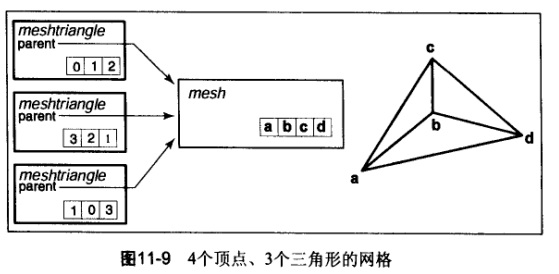 meshtriangle
parent
0 1 2
meshtriangle
parent
3 2 1
meshtriangle
parent
1 0 3
mesh
a b c d
c
b
d
a
图11-9 4个顶点、3个三角形的网格